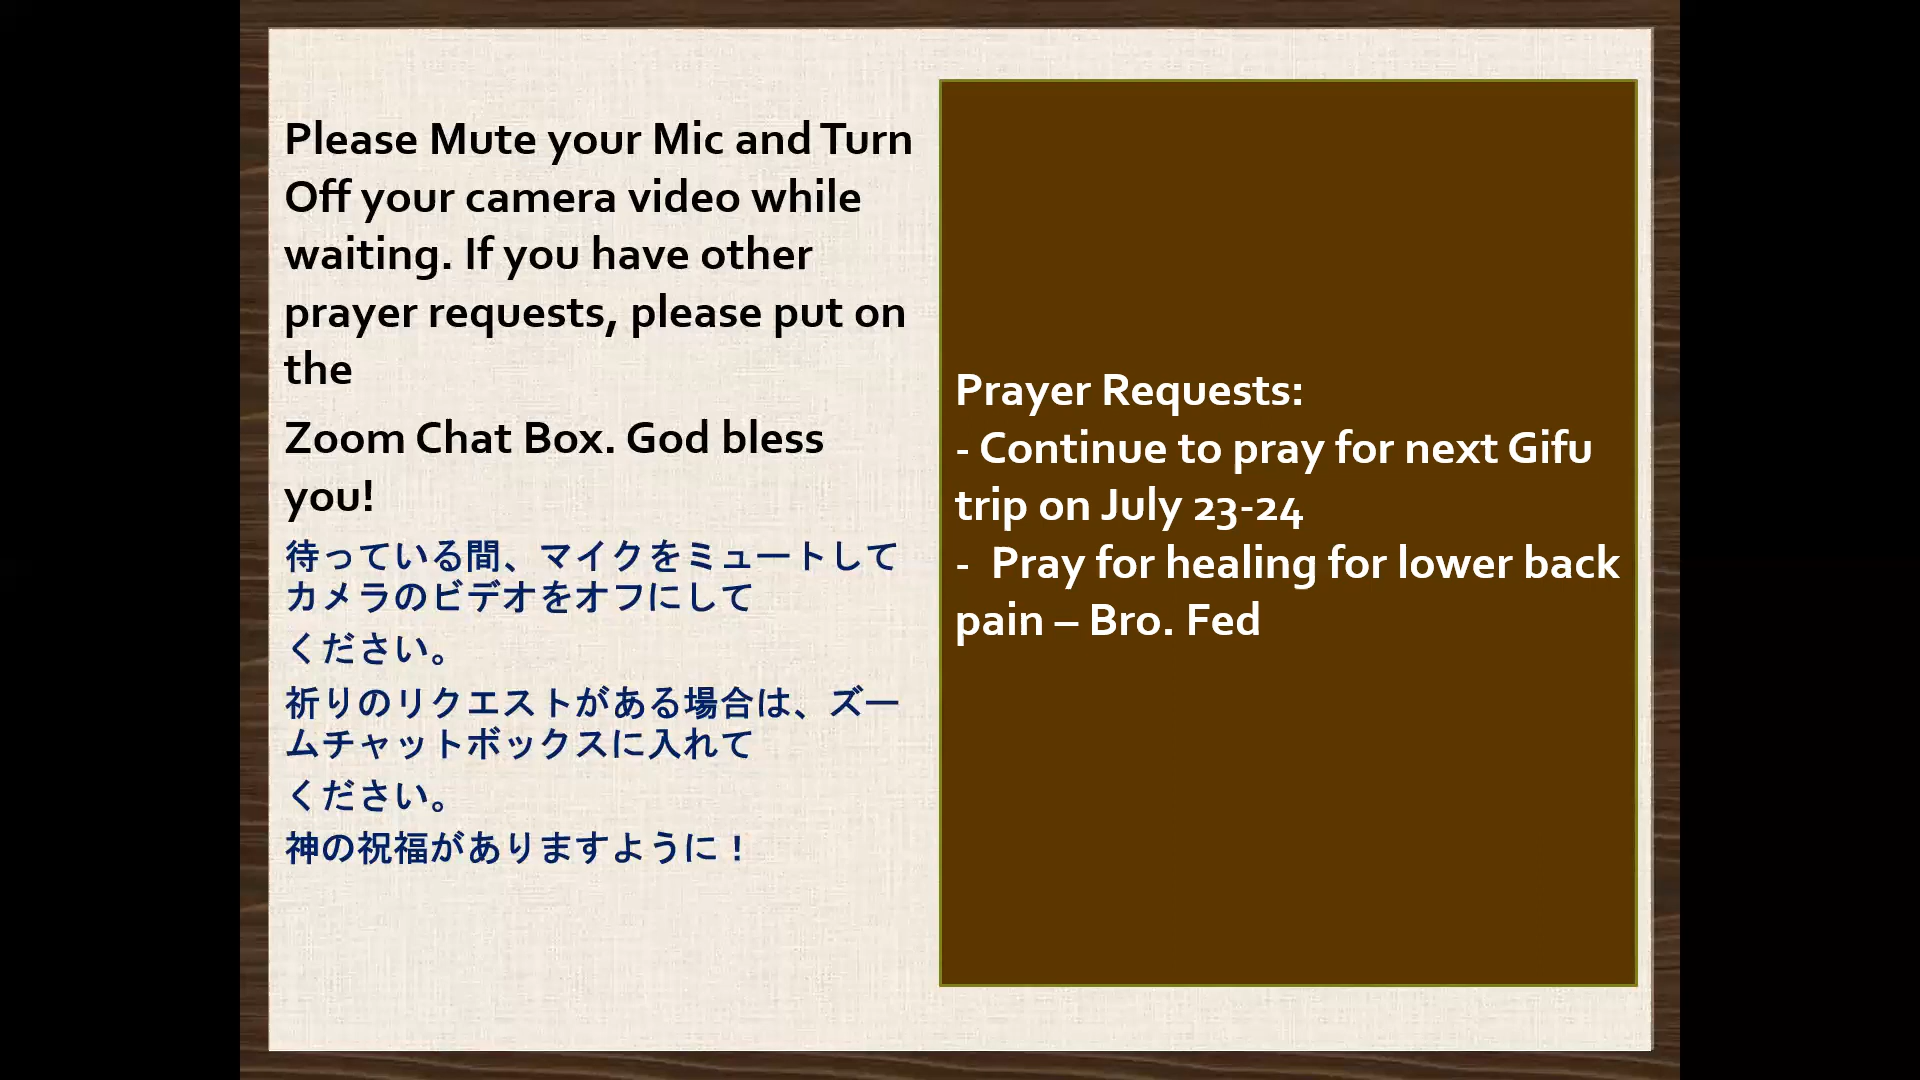 Please Mute your Mic and Turn
Off your camera video while
waiting. If you have other
prayer requests, please put on
the
Zoom Chat Box. God bless
you!
待っている間、マイクをミュートして
カメラのビデオをオフにして
ください。
祈りのリクエストがある場合は、ズー
ムチャットボックスに入れて
ください。
神の祝福がありますように！
Prayer Requests:
- Continue to pray for next Gifu
trip on July 23-24
-  Pray for healing for lower back
pain – Bro. Fed